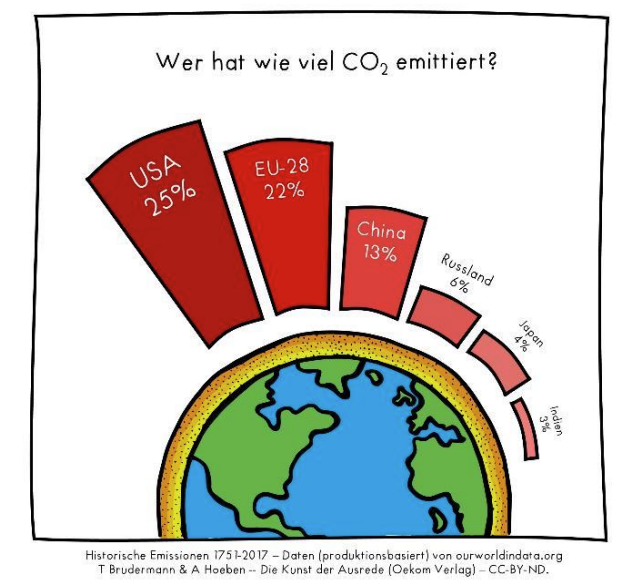 Wer hat wie viel CO₂ emittiert?
USA
25%
EU-28
22%
China
13%
Russland
6%
Japan
4%
Indien
3%
Historische Emissionen 1751-2017 – Daten (produktionsbasiert) von ourworldindata.org
T Brudermann & A Hoeben -- Die Kunst der Ausrede (Oekom Verlag) – CC-BY-ND.